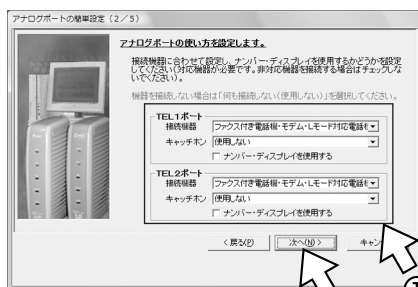 アナログポートの簡単設定(2/5)
アナログポートの使い方を設定します。
接続機器に合わせて設定し、ナンバー・ディスプレイを使用するかどうかを設定
してください(対応機器が必要です。非対応機器を接続する場合はチェックしな
いでください)。
機器を接続しない場合は「何も接続しない(使用しない)」を選択してください。
TEL1ポート
接続機器 ファクス付き電話機・モデム・Lモード対応電話
キャッチホン 使用しない
ナンバー・ディスプレイを使用する
TEL2ポート
接続機器 ファクス付き電話機・モデム・Lモード対応電話
キャッチホン 使用しない
ナンバー・ディスプレイを使用する
< 戻る(P) 次へ(N) > キャン